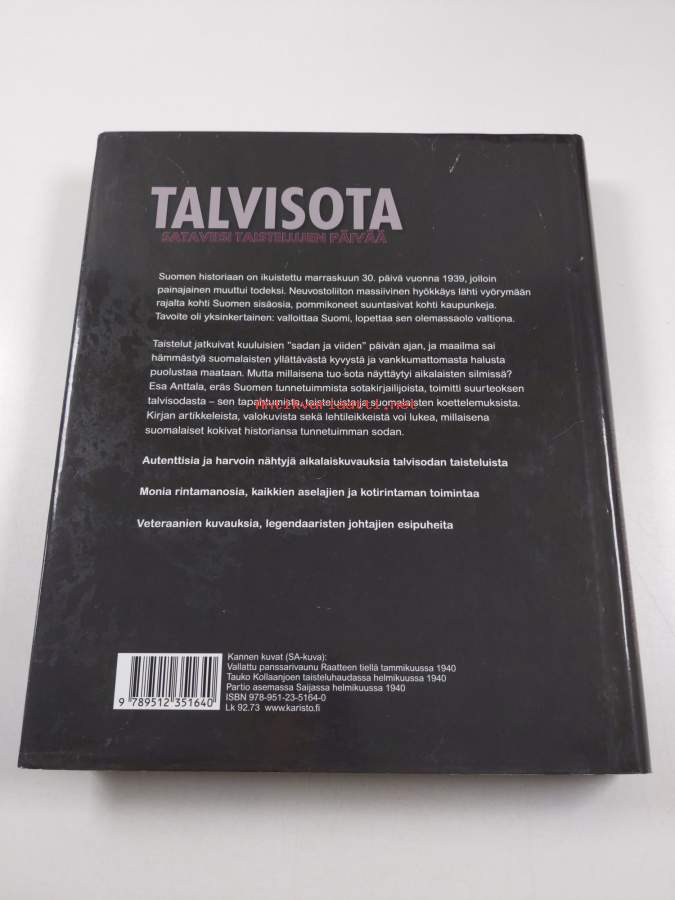 TALVISOTA
SATAVIISI TAISTELUJEN PÄIVÄÄ
Suomen historiaan on ikuistettu marraskuun 30. päivä vuonna 1939, jolloin
painajainen muuttui todeksi. Neuvostoliiton massiivinen hyökkäys lähti vyörymään
rajalta kohti Suomen sisäosia, pommikoneet suuntasivat kohti kaupunkeja.
Tavoite oli yksinkertainen: valloittaa Suomi, lopettaa sen olemassaolo valtiona.
Taistelut jatkuivat kuuluisien "sadan ja viiden" päivän ajan, ja maailma sai
hämmästyä suomalaisten yllättävästä kyvystä ja vankkumattomasta halusta
puolustaa maataan. Mutta millaisena tuo sota näyttäytyi aikalaisten silmissä?
Esa Anttala, eräs Suomen tunnetuimmista sotakirjailijoista, toimitti suurteoksen
talvisodasta – sen tapahtumista, taisteluista ja suomalaisten koettelemuksista.
Antikvariaatti.net
Kirjan artikkeleista, valokuvista sekä lehtileikkeistä voi lukea, millaisena
suomalaiset kokivat historiansa tunnetuimman sodan.
Autenttisia ja harvoin nähtyjä aikalaiskuvauksia talvisodan taisteluista
Monia rintamanosia, kaikkien aselajien ja kotirintaman toimintaa
Veteraanien kuvauksia, legendaaristen johtajien esipuheita
Kannen kuvat (SA-kuva):
Vallattu panssarivaunu Raatteen tiellä tammikuussa 1940
Tauko Kollaanjoen taisteluhaudassa helmikuussa 1940
Partio asemassa Saijassa helmikuussa 1940
ISBN 978-951-23-5164-0
Lk 92.73 www.karisto.fi
9 789512 351640